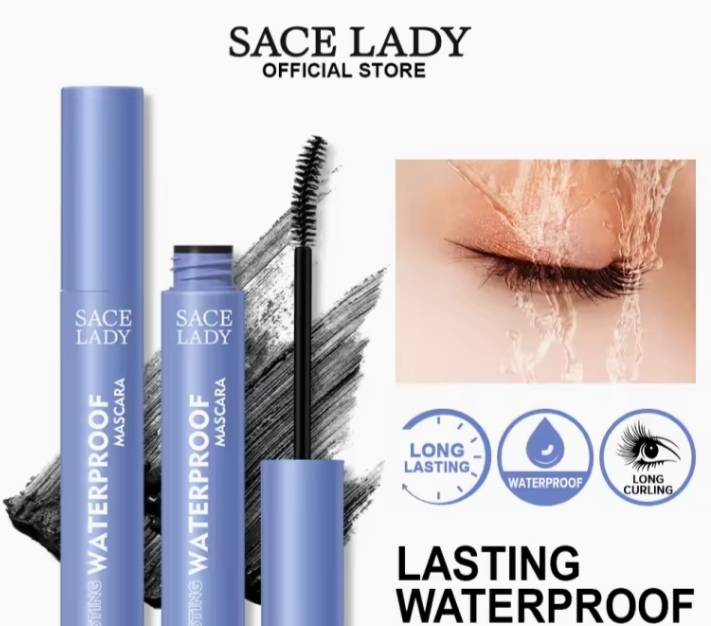 SACE LADY
OFFICIAL STORE
SACE
LADY
WATERPROOF
MASCARA
SACE
LADY
WATERPROOF
MASCARA
LONG
LASTING
WATERPROOF
LONG
CURLING
LASTING
WATERPROOF